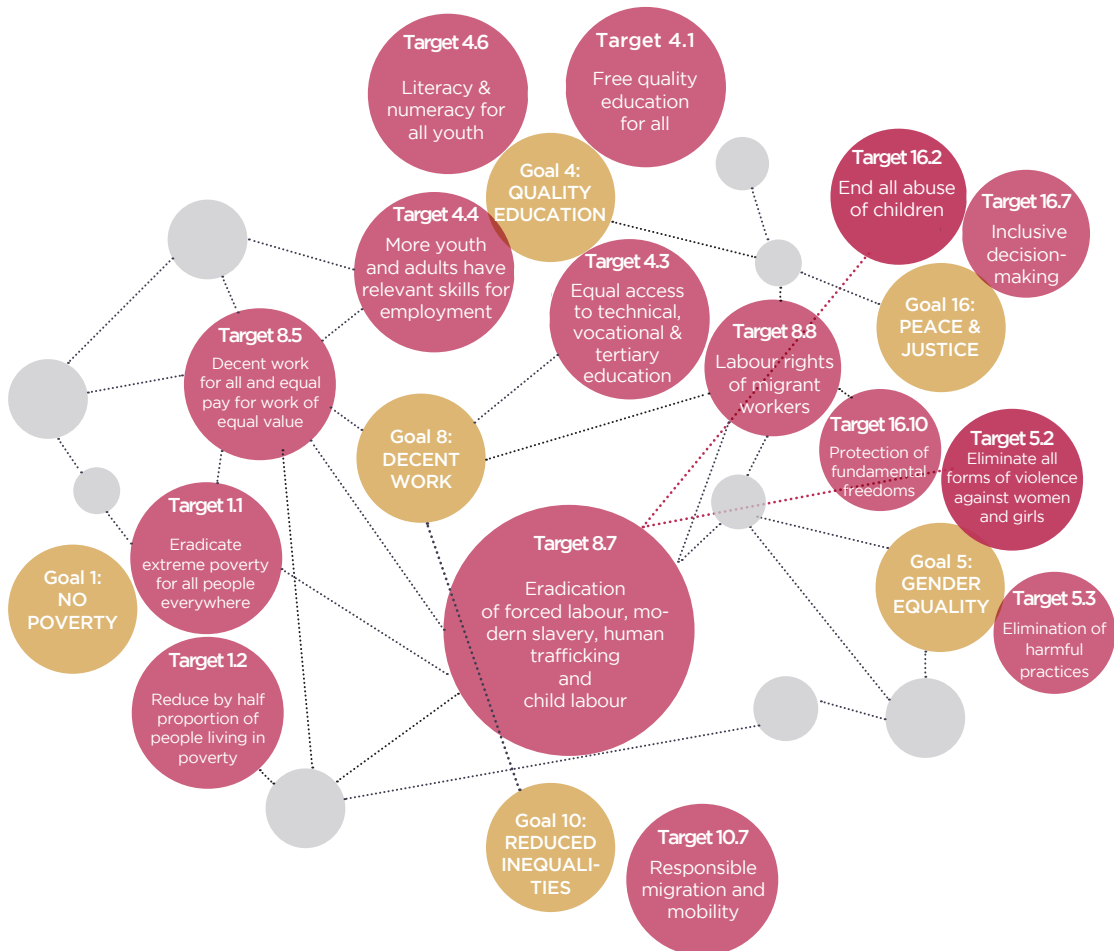 Target 4.6
Literacy &
numeracy for
all youth
Target 4.1
Free quality
education
for all
Goal 4:
QUALITY
EDUCATION
Target 16.2
End all abuse
of children
Target 16.7
Inclusive
decision-
making
Target 4.4
More youth
and adults have
relevant skills for
employment
Target 4.3
Equal access
to technical,
vocational &
tertiary
education
Goal 16:
PEACE &
JUSTICE
Target 8.5
Decent work
for all and equal
pay for work of
equal value
Target 8.8
Labour rights
of migrant
workers
Goal 8:
DECENT
WORK
Target 16.10
Protection of
fundamental
freedoms
Target 5.2
Eliminate all
forms of violence
against women
and girls
Target 1.1
Eradicate
extreme poverty
for all people
everywhere
Goal 1:
NO
POVERTY
Target 8.7
Eradication
of forced labour, mo-
dern slavery, human
trafficking
and
child labour
Goal 5:
GENDER
EQUALITY
Target 5.3
Elimination of
harmful
practices
Target 1.2
Reduce by half
proportion of
people living in
poverty
Goal 10:
REDUCED
INEQUALI-
TIES
Target 10.7
Responsible
migration and
mobility